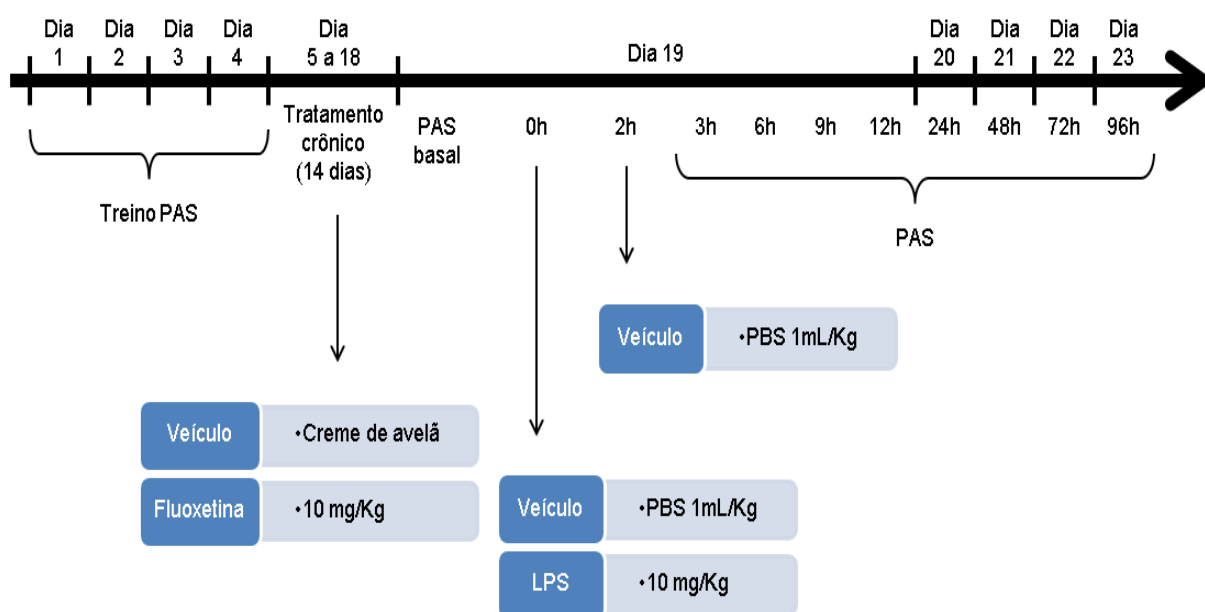 Dia
1
Dia
2
Dia
3
Dia
4
Dia
5 a 18
Dia 19
Dia
20
Dia
21
Dia
22
Dia
23
Tratamento
crônico
(14 dias)
PAS
basal
0h
2h
3h
6h
9h
12h
24h
48h
72h
96h
Treino PAS
PAS
Veículo
•PBS 1mL/Kg
Veículo
•Creme de avelã
Fluoxetina
•10 mg/Kg
Veículo
•PBS 1mL/Kg
LPS
•10 mg/Kg